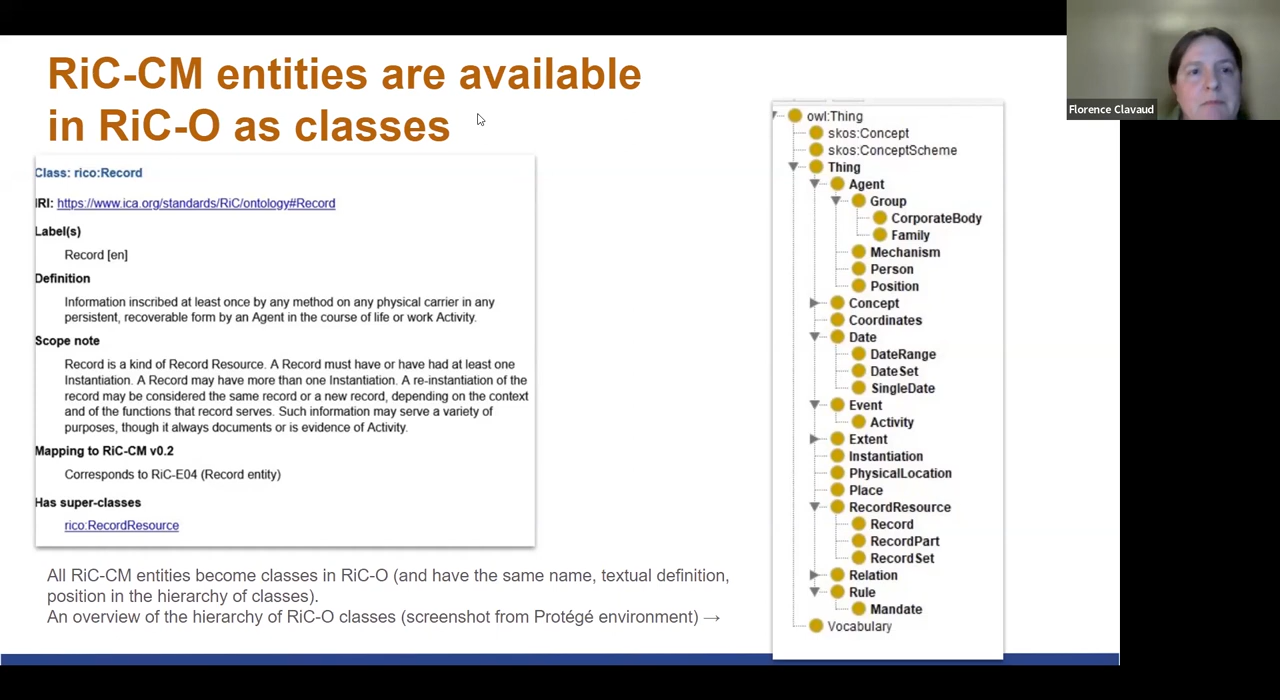 RiC-CM entities are available
in RiC-O as classes
Florence Clavaud
Class: rico:Record
IRI: https://www.ica.org/standards/RiC/ontology#Record
Label(s)
Record [en]
Definition
Information inscribed at least once by any method on any physical carrier in any
persistent, recoverable form by an Agent in the course of life or work Activity.
Scope note
Record is a kind of Record Resource. A Record must have or have had at least one
Instantiation. A Record may have more than one Instantiation. A re-instantiation of the
record may be considered the same record or a new record, depending on the context
and of the functions that record serves. Such information may serve a variety of
purposes, though it always documents or is evidence of Activity.
Mapping to RiC-CM v0.2
Corresponds to RiC-E04 (Record entity)
Has super-classes
rico:RecordResource
All RiC-CM entities become classes in RiC-O (and have the same name, textual definition,
position in the hierarchy of classes).
An overview of the hierarchy of RiC-O classes (screenshot from Protégé environment) →
owl:Thing
skos:Concept
skos:ConceptScheme
Thing
Agent
Group
CorporateBody
Family
Mechanism
Person
Position
Concept
Coordinates
Date
DateRange
DateSet
SingleDate
Event
Activity
Extent
Instantiation
PhysicalLocation
Place
RecordResource
Record
RecordPart
RecordSet
Relation
Rule
Mandate
Vocabulary